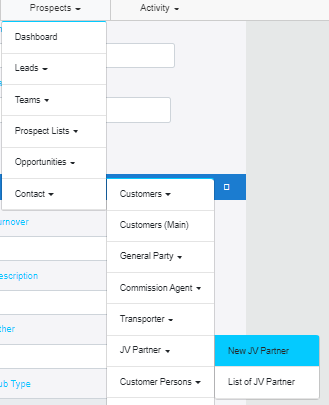 Prospects
Activity
Dashboard
Leads
Teams
Prospect Lists
Opportunities
Contact
Customers
Customers (Main)
urnover
General Party
escription
Commission Agent
Transporter
ther
JV Partner
New JV Partner
ub Type
Customer Persons
List of JV Partner